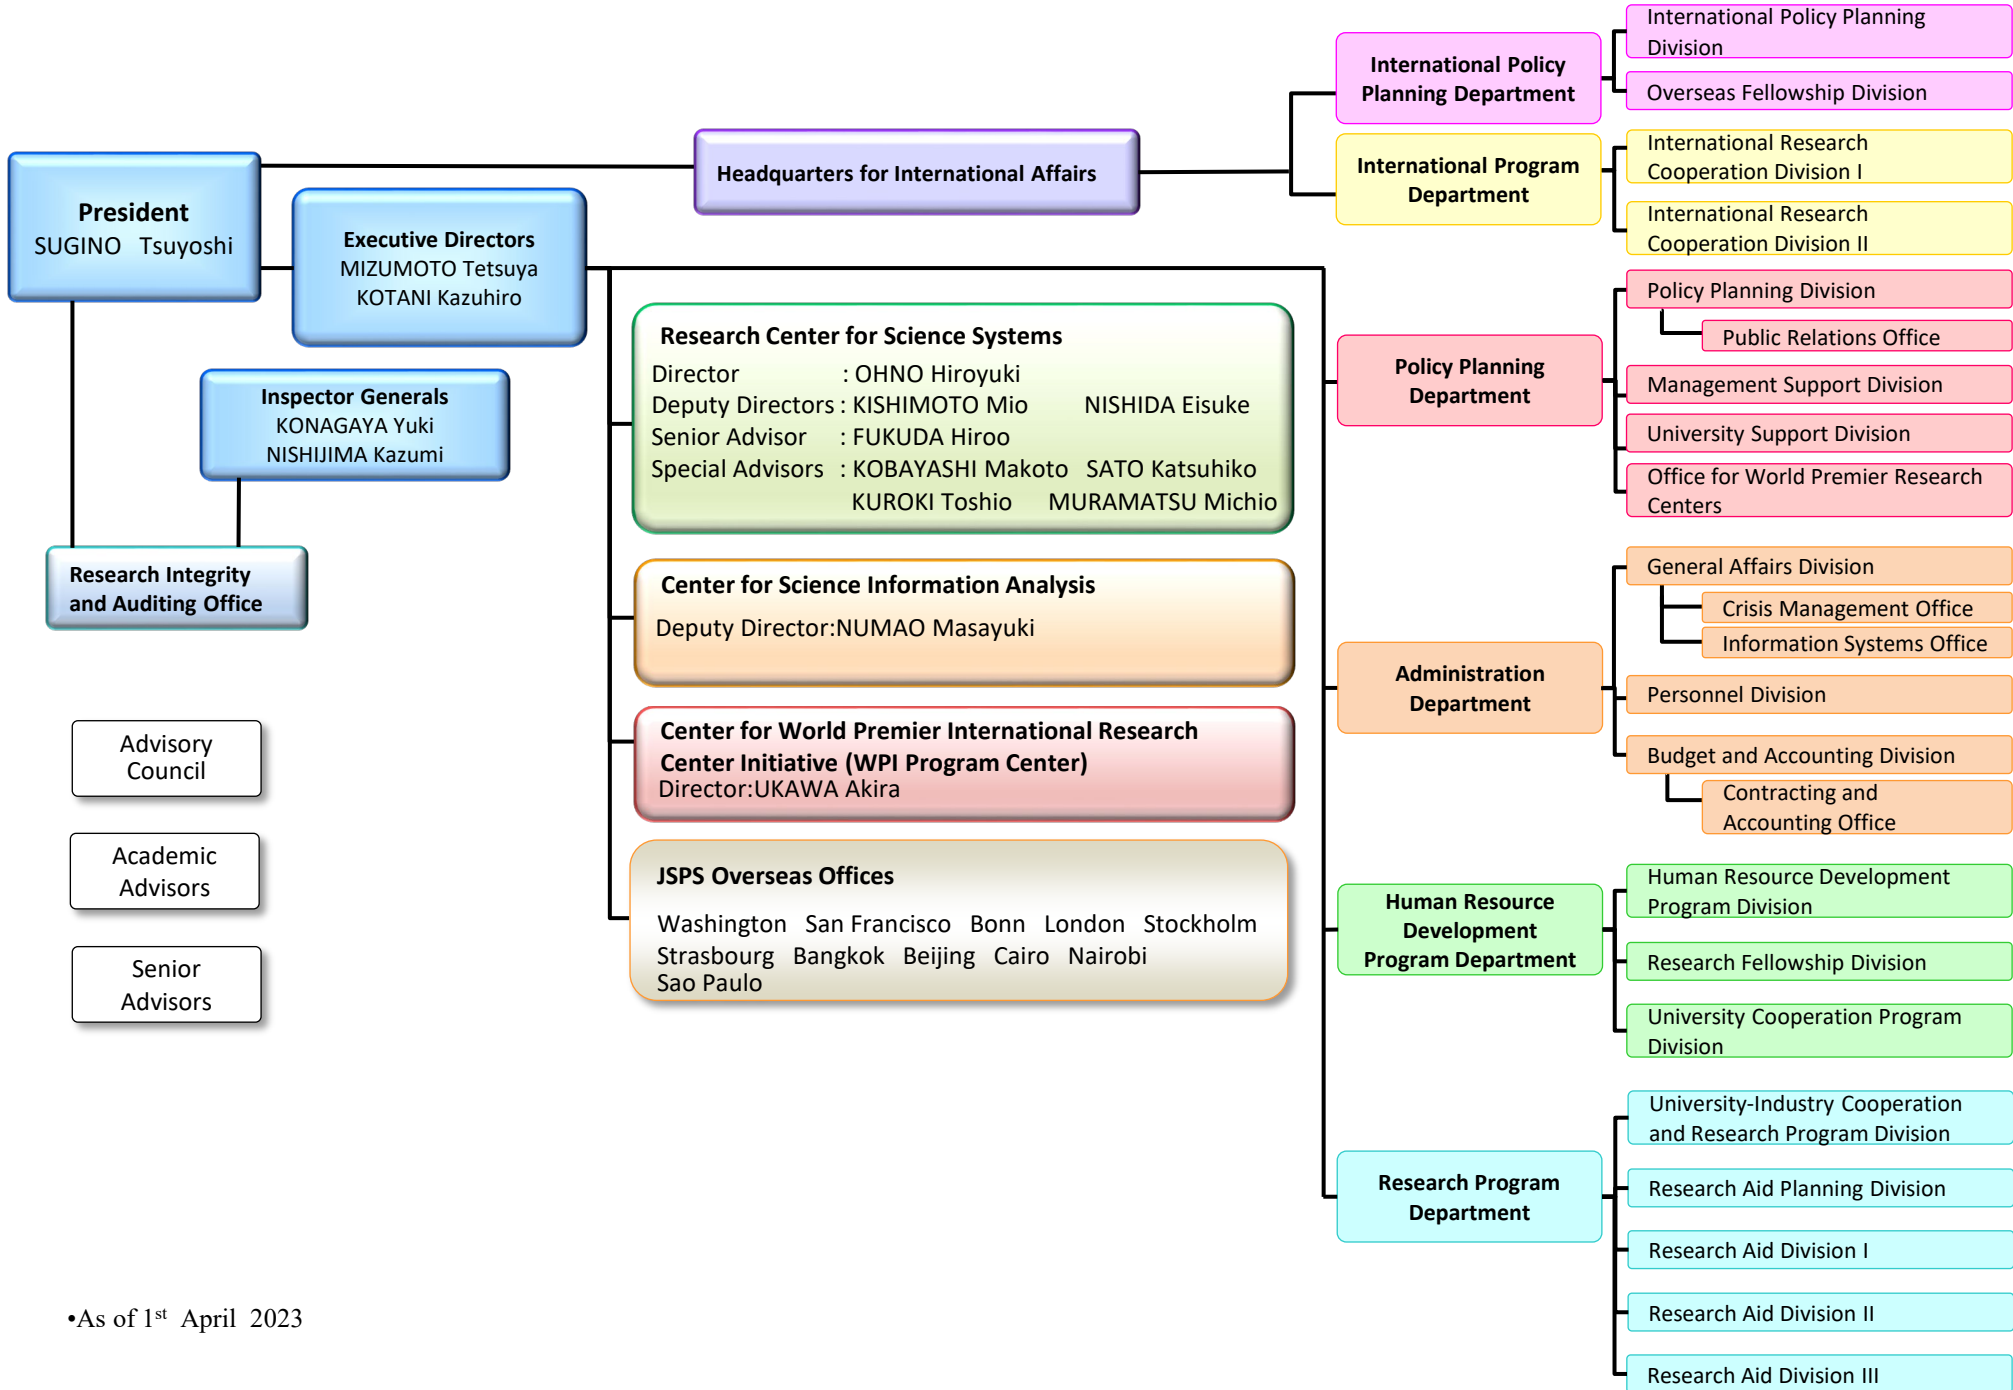 President
SUGINO Tsuyoshi
Executive Directors
MIZUMOTO Tetsuya
KOTANI Kazuhiro
Inspector Generals
KONAGAYA Yuki
NISHIJIMA Kazumi
Research Integrity
and Auditing Office
Advisory
Council
Academic
Advisors
Senior
Advisors
•As of 1st April 2023
Headquarters for International Affairs
Research Center for Science Systems
Director : OHNO Hiroyuki
Deputy Directors : KISHIMOTO Mio NISHIDA Eisuke
Senior Advisor : FUKUDA Hiroo
Special Advisors : KOBAYASHI Makoto SATO Katsuhiko
KUROKI Toshio MURAMATSU Michio
Center for Science Information Analysis
Deputy Director:NUMAO Masayuki
Center for World Premier International Research
Center Initiative (WPI Program Center)
Director:UKAWA Akira
JSPS Overseas Offices
Washington San Francisco Bonn London Stockholm
Strasbourg Bangkok Beijing Cairo Nairobi
Sao Paulo
International Policy
Planning Department
International Policy Planning
Division
Overseas Fellowship Division
International Program
Department
International Research
Cooperation Division I
International Research
Cooperation Division II
Policy Planning
Department
Policy Planning Division
Public Relations Office
Management Support Division
University Support Division
Office for World Premier Research
Centers
Administration
Department
General Affairs Division
Crisis Management Office
Information Systems Office
Personnel Division
Budget and Accounting Division
Contracting and
Accounting Office
Human Resource
Development
Program Department
Human Resource Development
Program Division
Research Fellowship Division
University Cooperation Program
Division
Research Program
Department
University-Industry Cooperation
and Research Program Division
Research Aid Planning Division
Research Aid Division I
Research Aid Division II
Research Aid Division III